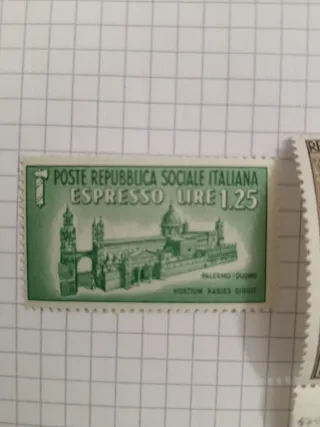 POSTE REPUBBLICA SOCIALE ITALIANA
ESPRESSO LIRE 1.25
PALERMO-DUOMO
HOSTIUM RABIES DIRUIT